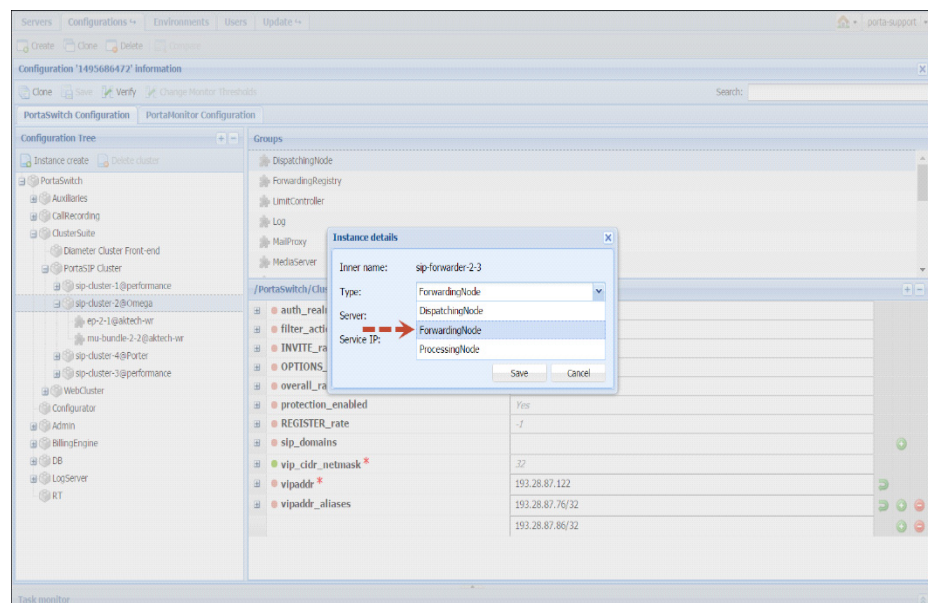 Servers Configurations Environments Users Update porta-support
Create Clone Delete Compare
Configuration '1495686472' information
Clone Save Verify Change Monitor Thresholds Search:
PortaSwitch Configuration PortaMonitor Configuration
Configuration Tree
Instance create Delete cluster
PortaSwitch
Auxiliaries
CallRecording
ClusterSuite
Diameter Cluster Front-end
PortaSIP Cluster
sip-cluster-1@performance
sip-cluster-2@Omega
ep-2-1@aktech-wr
mu-bundle-2-2@aktech-wr
sip-cluster-4@Porter
sip-cluster-3@performance
WebCluster
Configurator
Admin
BillingEngine
DB
LogServer
RT
Groups
DispatchingNode
ForwardingRegistry
LimitController
Log
MailProxy
MediaServer
Instance details
Inner name: sip-forwarder-2-3
Type: ForwardingNode
Server: DispatchingNode
ForwardingNode
Service IP:
ProcessingNode
Save Cancel
/PortaSwitch/Clus
auth_real
filter_acti
INVITE_ra
OPTIONS_
overall_ra
protection_enabled Yes
REGISTER_rate -1
sip_domains
vip_cidr_netmask * 32
vipaddr * 193.28.87.122
vipaddr_aliases 193.28.87.76/32
193.28.87.86/32
Task monitor